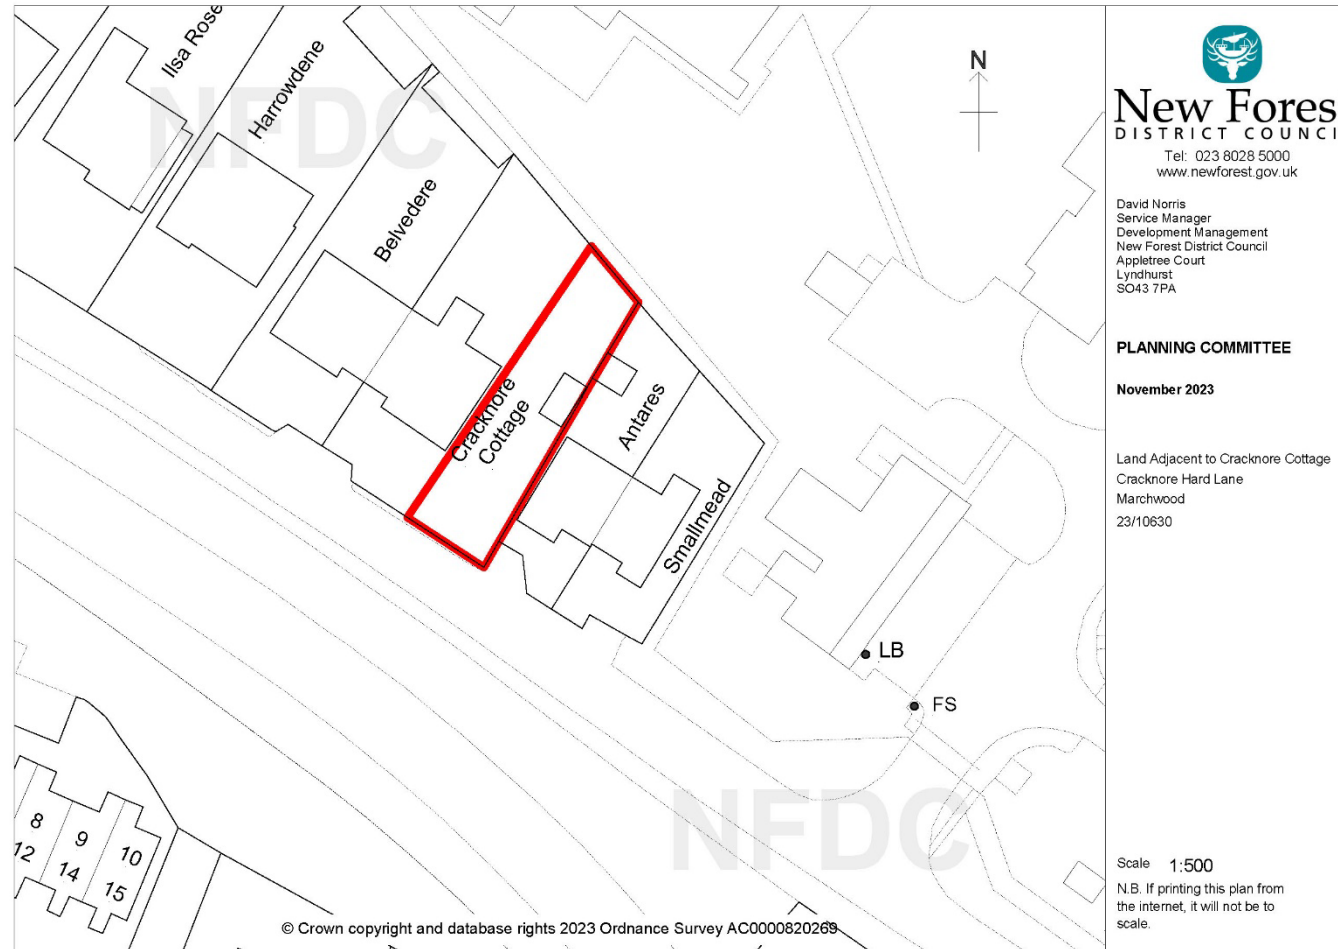 Ilsa Rose
Harrowdene
Belvedere
Cracknore
Cottage
Antares
Smallmead
N
LB
FS
8
9
10
12
14
15
NFDC
NFDC
© Crown copyright and database rights 2023 Ordnance Survey AC0000820269
New Fores
DISTRICT COUNCI
Tel: 023 8028 5000
www.newforest.gov.uk
David Norris
Service Manager
Development Management
New Forest District Council
Appletree Court
Lyndhurst
SO43 7PA
PLANNING COMMITTEE
November 2023
Land Adjacent to Cracknore Cottage
Cracknore Hard Lane
Marchwood
23/10630
Scale 1:500
N.B. If printing this plan from
the internet, it will not be to
scale.